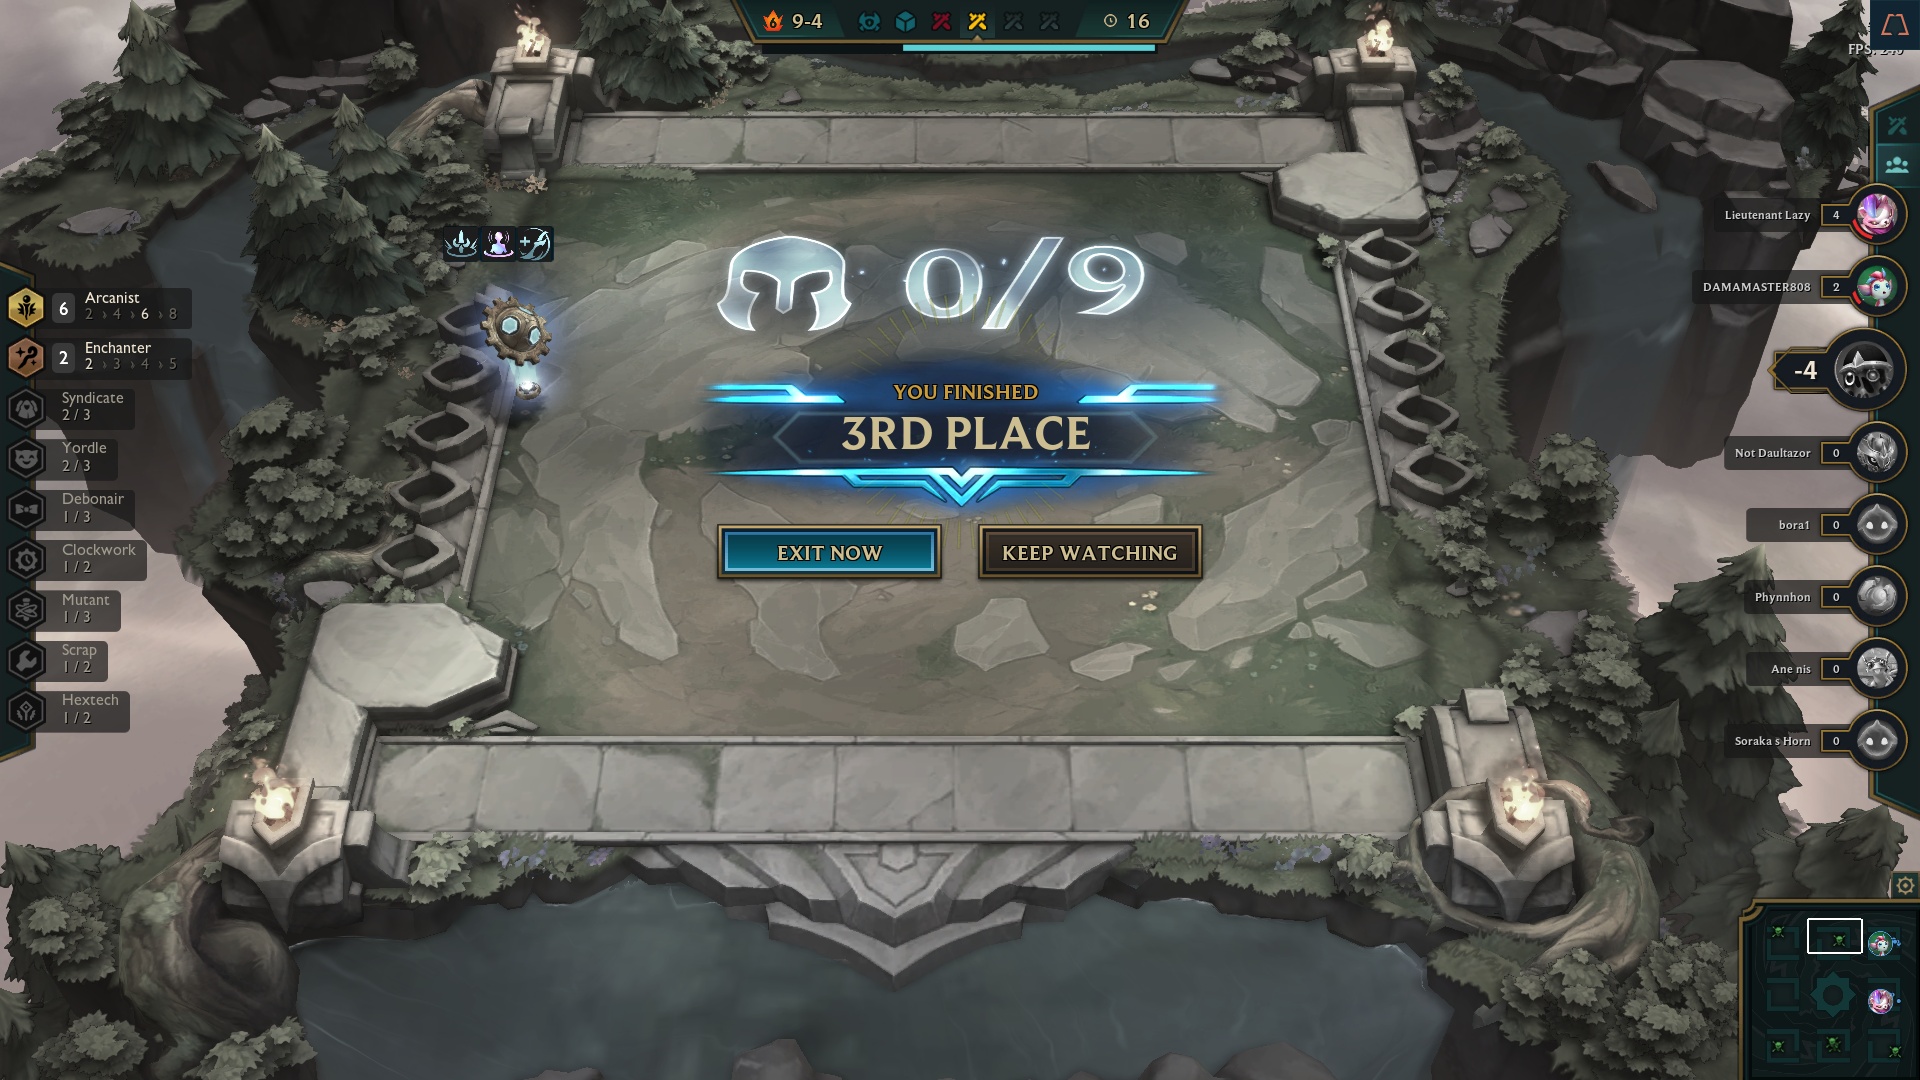 9-4
16
FPS:
Lieutenant Lazy 4
DAMAMASTER808 2
-4
Not Daultazor 0
bora1 0
Phynnhon 0
Ane nis 0
Soraka s Horn 0
6 Arcanist
2 › 4 › 6 › 8
2 Enchanter
2 › 3 › 4 › 5
Syndicate
2 / 3
Yordle
2 / 3
Debonair
1 / 3
Clockwork
1 / 2
Mutant
1 / 3
Scrap
1 / 2
Hextech
1 / 2
0/9
YOU FINISHED
3RD PLACE
EXIT NOW
KEEP WATCHING